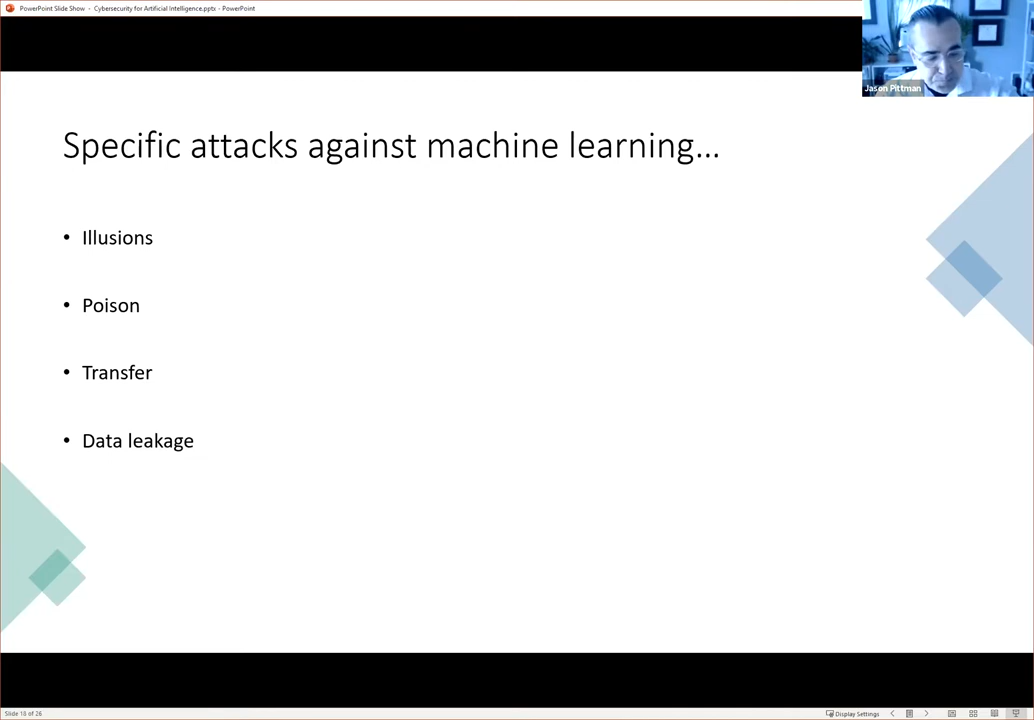 PowerPoint Slide Show - Cybersecurity for Artificial Intelligence.pptx - PowerPoint
Jason Pittman
Specific attacks against machine learning...
• Illusions
• Poison
• Transfer
• Data leakage
Slide 18 of 26
Display Settings